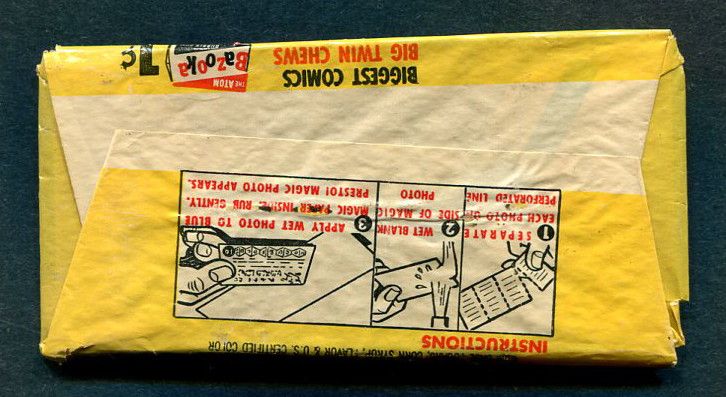 CORN SYRUP, FLAVOR & U.S. CERTIFIED COLOR
INSTRUCTIONS
1 SEPARATE
EACH PHOTO ON
PERFORATED LINE
2 WET BLANK
SIDE OF MAGIC
PHOTO
3 APPLY WET PHOTO TO BLUE
MAGIC PAPER INSIDE. RUB GENTLY.
PRESTO! MAGIC PHOTO APPEARS.
BIGGEST COMICS
BIG TWIN CHEWS
THE ATOM
Bazooka
1¢